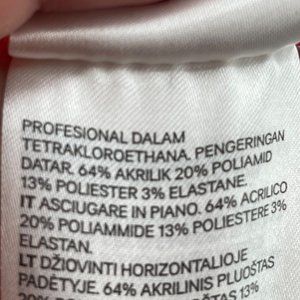 PROFESIONAL DALAM
TETRAKLOROETHANA. PENGERINGAN
DATAR. 64% AKRILIK 20% POLIAMID
13% POLIESTER 3% ELASTANE.
IT ASCIUGARE IN PIANO. 64% ACRILICO
20% POLIAMMIDE 13% POLIESTERE 3%
ELASTAN.
LT DŽIOVINTI HORIZONTALIOJE
PADĖTYJE. 64% AKRILINIS PLUOŠTAS
13%